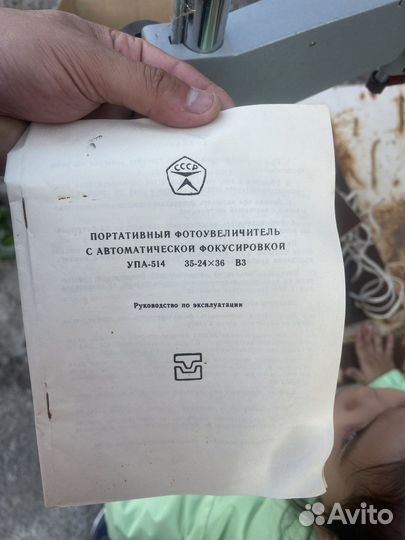 СССР
ПОРТАТИВНЫЙ ФОТОУВЕЛИЧИТЕЛЬ
С АВТОМАТИЧЕСКОЙ ФОКУСИРОВКОЙ
УПА-514 35-24×36 В3
Руководство по эксплуатации
Avito